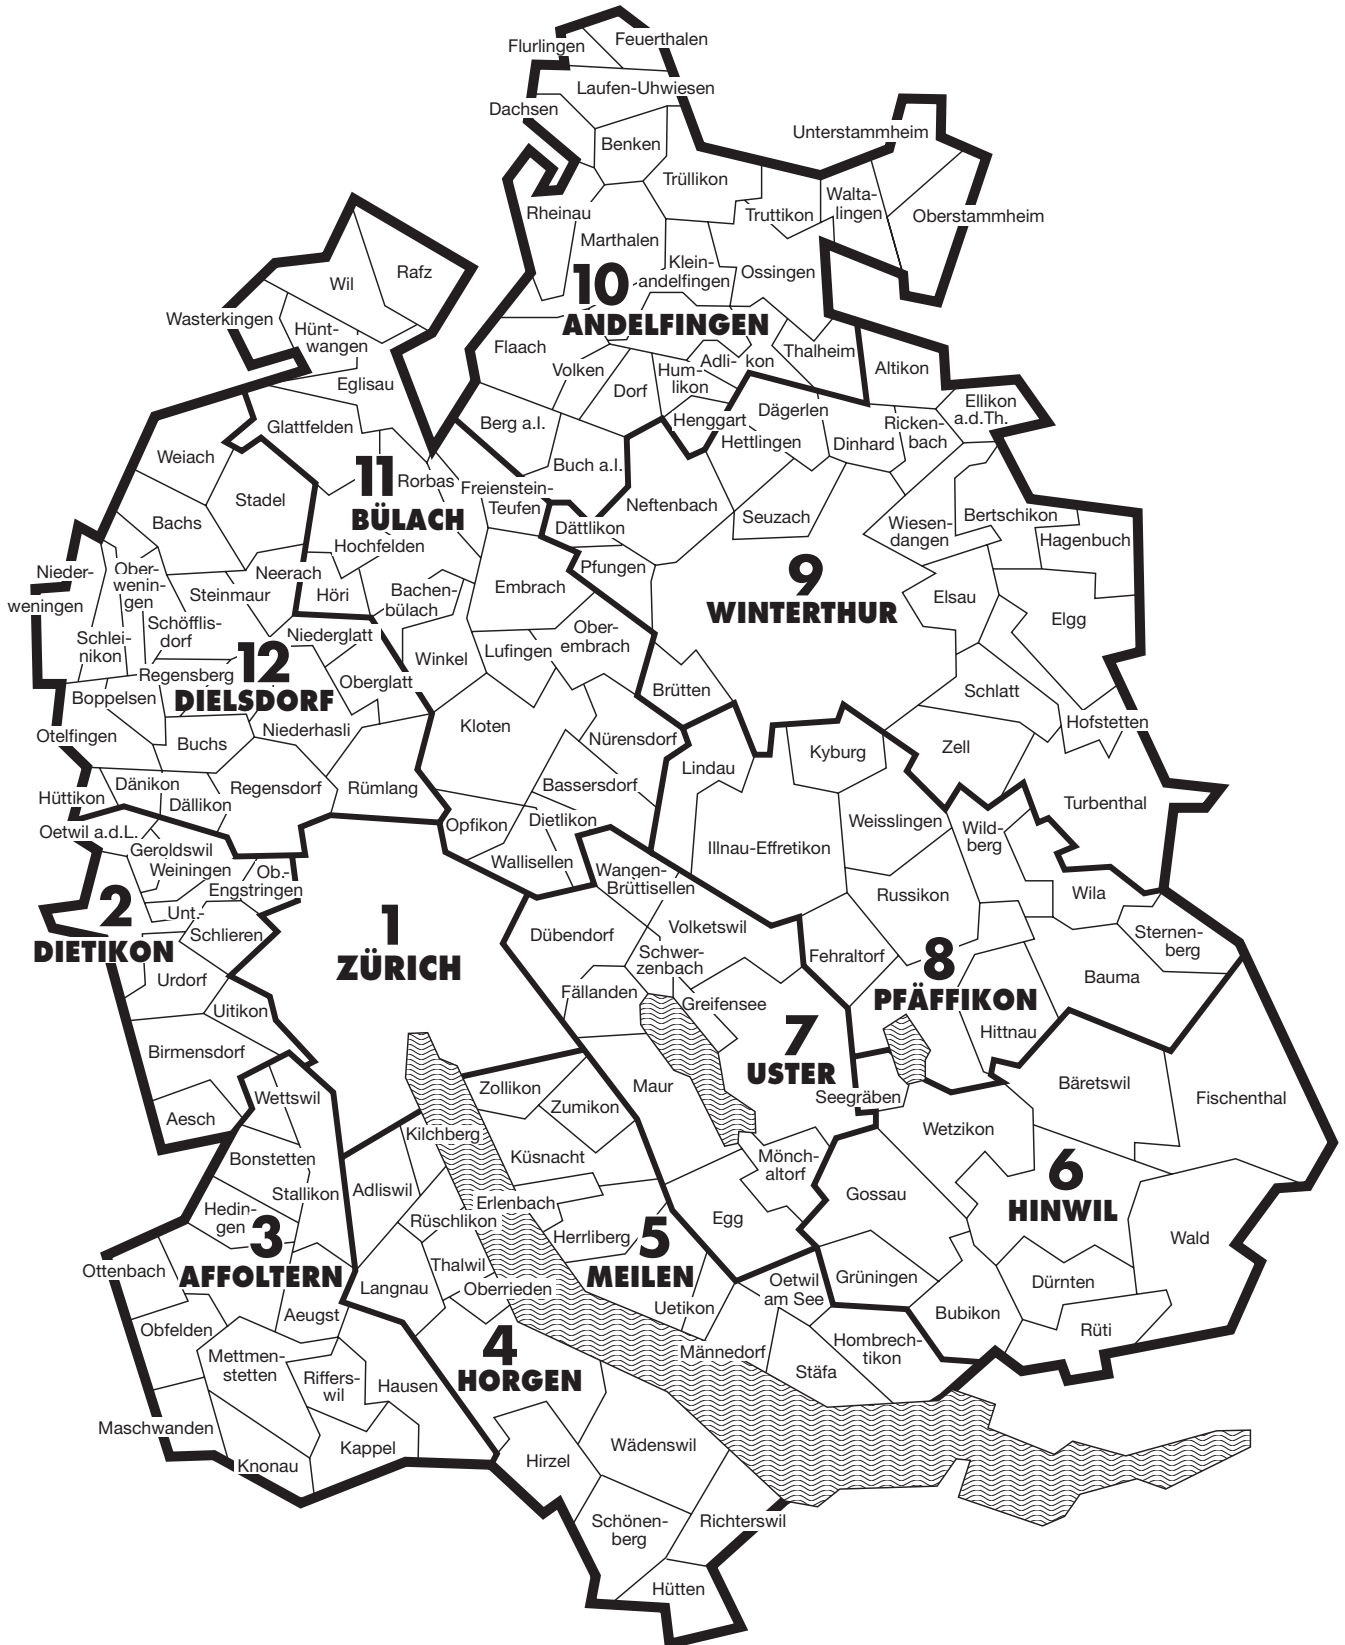 Flurlingen
Feuerthalen
Laufen-Uhwiesen
Dachsen
Benken
Unterstammheim
Trüllikon
Rheinau
Truttikon
Walta-
lingen
Oberstammheim
Marthalen
Klein-
andelfingen
Ossingen
10
ANDELFINGEN
Flaach
Volken
Dorf
Hum-
likon
Adli- kon
Thalheim
Altikon
Berg a.I.
Buch a.I.
Henggart
Wil
Rafz
Wasterkingen
Hünt-
wangen
Eglisau
Glattfelden
11
BÜLACH
Rorbas
Freienstein-
Teufen
Hochfelden
Höri
Bachen-
bülach
Embrach
Winkel
Lufingen
Ober-
embrach
Kloten
Nürensdorf
Bassersdorf
Opfikon
Dietlikon
Wallisellen
Weiach
Stadel
Bachs
Nieder-
weningen
Ober-
wenin-
gen
Steinmaur
Neerach
Schöfflis-
dorf
Schlei-
nikon
Niederglatt
12
DIELSDORF
Regensberg
Boppelsen
Oberglatt
Otelfingen
Buchs
Niederhasli
Dänikon
Hüttikon
Dällikon
Regensdorf
Rümlang
Dägerlen
Hettlingen
Dinhard
Ricken-
bach
Ellikon
a.d.Th.
Neftenbach
Seuzach
Dättlikon
Pfungen
Wiesen-
dangen
Bertschikon
Hagenbuch
9
WINTERTHUR
Elsau
Elgg
Brütten
Schlatt
Hofstetten
Zell
Turbenthal
Lindau
Kyburg
Illnau-Effretikon
Weisslingen
Wild-
berg
Russikon
Wila
Sternen-
berg
Fehraltorf
8
PFÄFFIKON
Bauma
Hittnau
Oetwil a.d.L.
Geroldswil
Weiningen
Ob.-
Engstringen
Unt.-
2
DIETIKON
Schlieren
Urdorf
Uitikon
Birmensdorf
Aesch
1
ZÜRICH
Wangen-
Brüttisellen
Dübendorf
Volketswil
Schwer-
zenbach
Fällanden
Greifensee
7
USTER
Maur
Mönch-
altorf
Egg
Seegräben
Bäretswil
Fischenthal
Wetzikon
6
HINWIL
Gossau
Wald
Grüningen
Dürnten
Bubikon
Rüti
Zollikon
Zumikon
Küsnacht
Erlenbach
Herrliberg
5
MEILEN
Uetikon
Oetwil
am See
Männedorf
Hombrech-
tikon
Stäfa
Wettswil
Bonstetten
Stallikon
Hedin-
gen
3
AFFOLTERN
Ottenbach
Aeugst
Obfelden
Mettmen-
stetten
Riffers-
wil
Hausen
Maschwanden
Kappel
Knonau
Kilchberg
Adliswil
Rüschlikon
Thalwil
Langnau
Oberrieden
4
HORGEN
Hirzel
Wädenswil
Schönen-
berg
Richterswil
Hütten